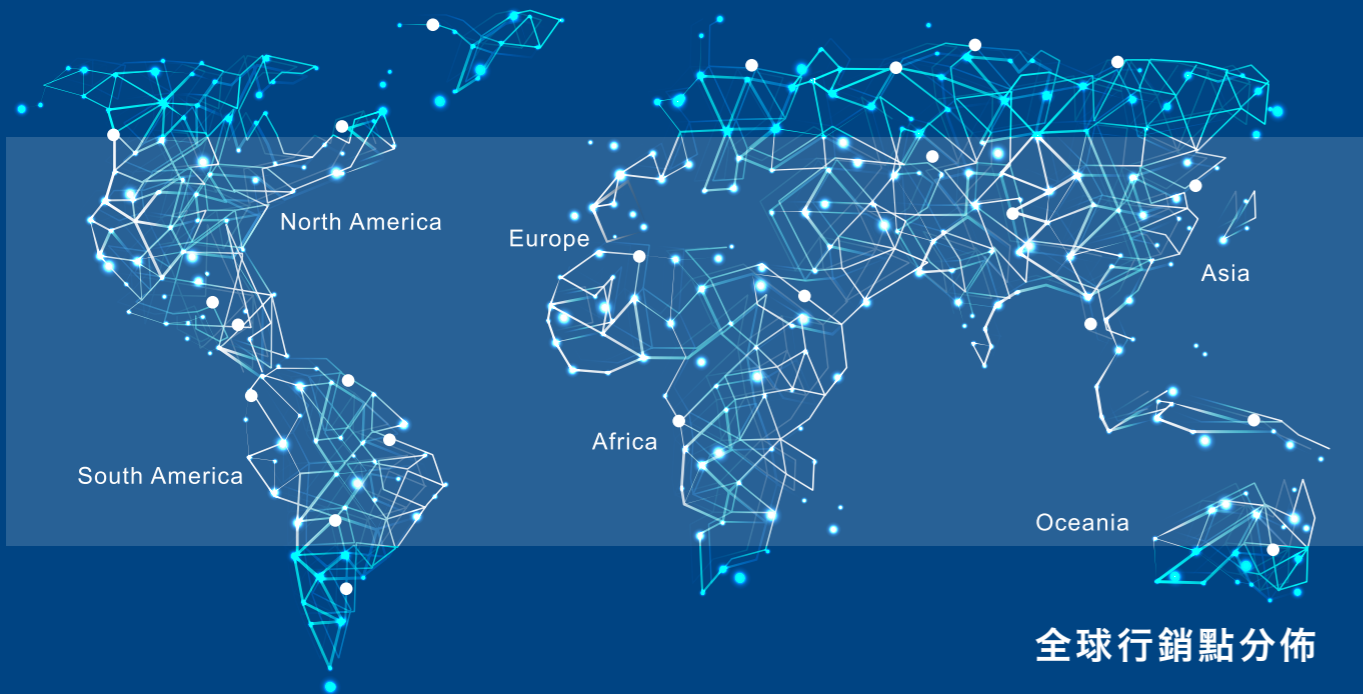 North America
Europe
Asia
Africa
South America
Oceania
全球行銷點分佈